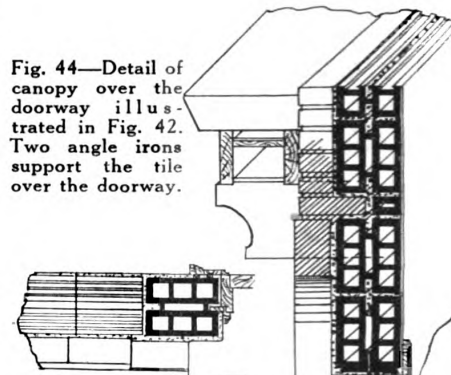 Fig. 44—Detail of
canopy over the
doorway illus-
trated in Fig. 42.
Two angle irons
support the tile
over the doorway.